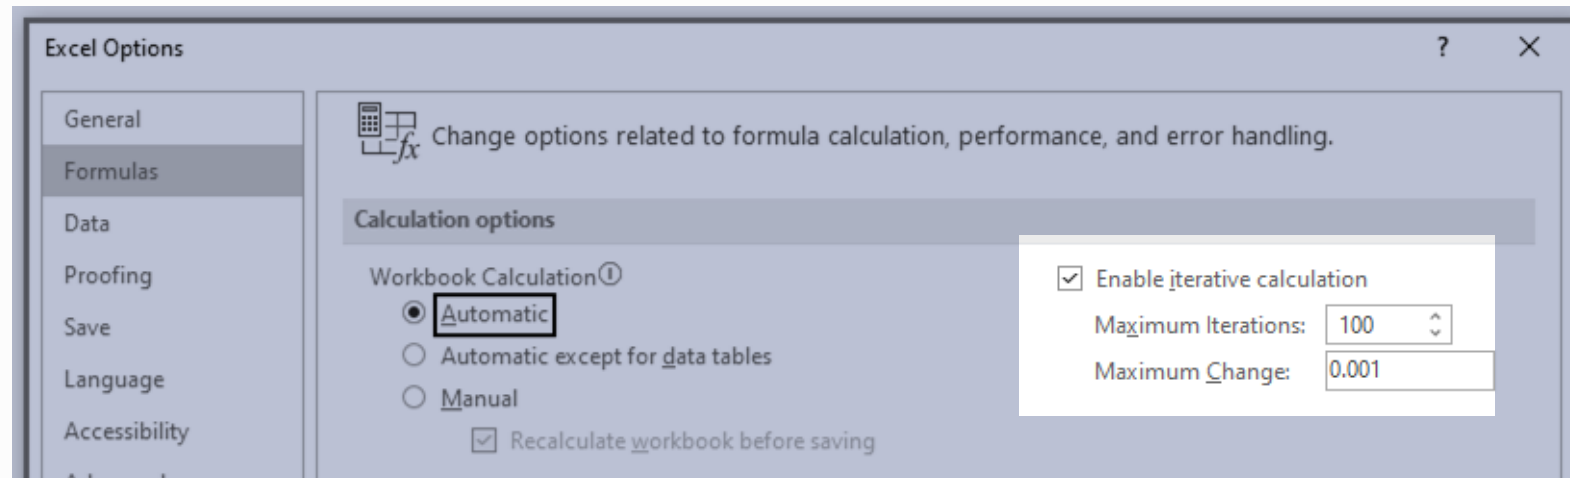 Excel Options ?
General
Formulas
Data
Proofing
Save
Language
Accessibility
fx Change options related to formula calculation, performance, and error handling.
Calculation options
Workbook Calculation
Automatic
Automatic except for data tables
Manual
Recalculate workbook before saving
Enable iterative calculation
Maximum Iterations: 100
Maximum Change: 0.001